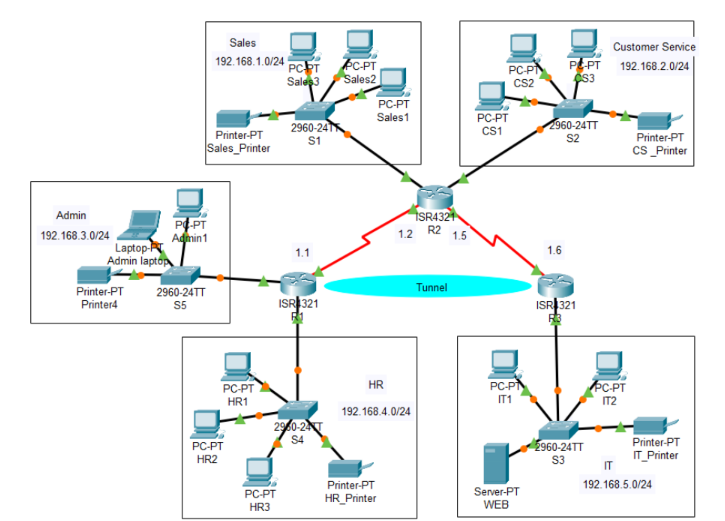 Sales
192.168.1.0/24
PC-PT
Sales3
PC-PT
Sales2
PC-PT
Sales1
Printer-PT
Sales_Printer
2960-24TT
S1
Customer Service
192.168.2.0/24
PC-PT
CS2
PC-PT
CS3
PC-PT
CS1
2960-24TT
S2
Printer-PT
CS _Printer
ISR4321
R2
1.2
1.5
1.1
1.6
Admin
192.168.3.0/24
PC-PT
Admin1
Laptop-PT
Admin laptop
Printer-PT
Printer4
2960-24TT
S5
ISR4321
R1
Tunnel
ISR4321
R3
HR
192.168.4.0/24
PC-PT
HR1
PC-PT
HR2
2960-24TT
S4
PC-PT
HR3
Printer-PT
HR_Printer
PC-PT
IT1
PC-PT
IT2
2960-24TT
S3
Printer-PT
IT_Printer
Server-PT
WEB
IT
192.168.5.0/24